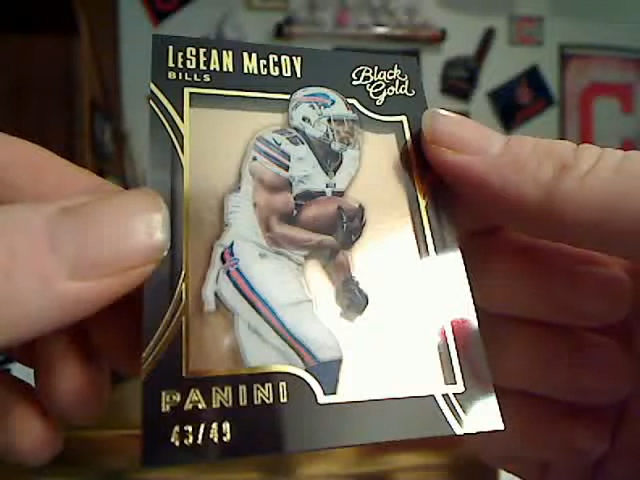 LESEAN MCCOY
BILLS
Black Gold
PANINI
43/49
C